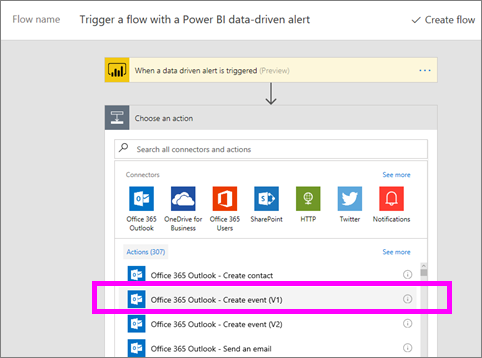 Flow name Trigger a flow with a Power BI data-driven alert Create flow
When a data driven alert is triggered (Preview)
Choose an action
Search all connectors and actions
Connectors See more
Office 365 Outlook
OneDrive for Business
Office 365 Users
SharePoint
HTTP
Twitter
Notifications
Actions (307) See more
Office 365 Outlook - Create contact
Office 365 Outlook - Create event (V1)
Office 365 Outlook - Create event (V2)
Office 365 Outlook - Send an email